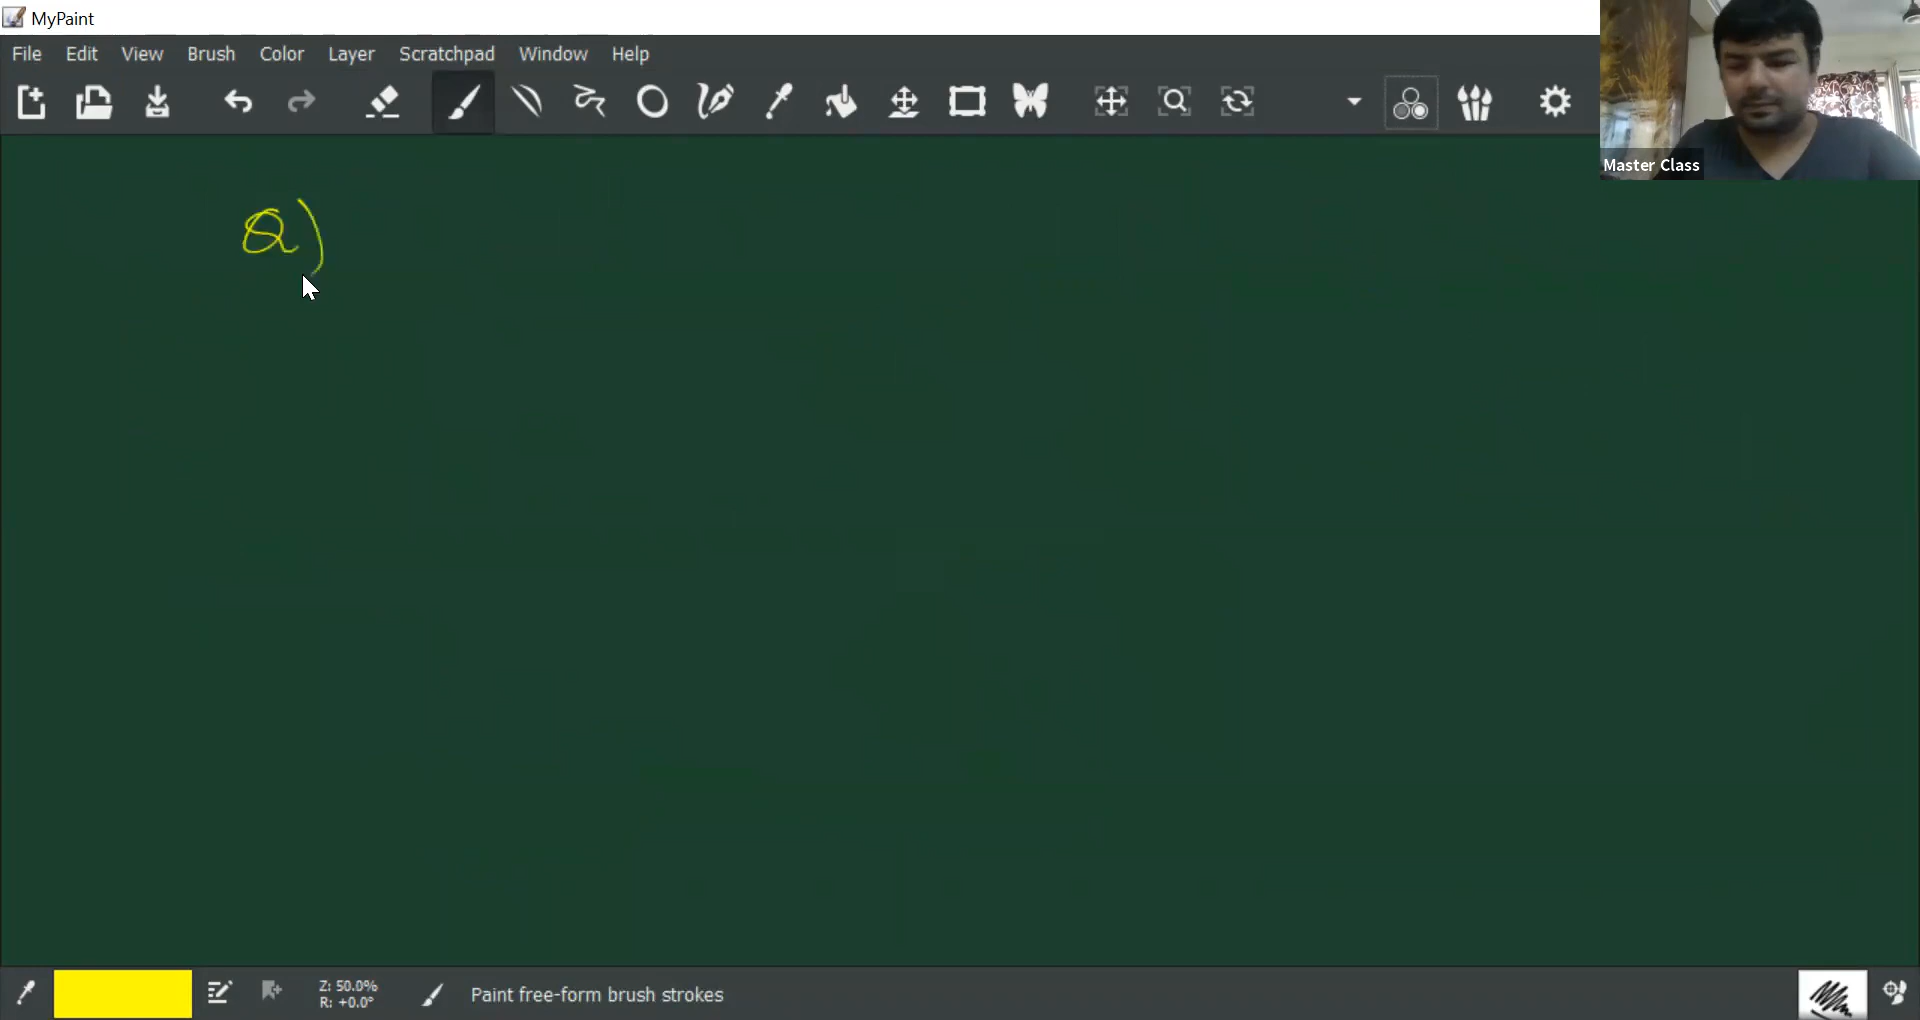 MyPaint
File Edit View Brush Color Layer Scratchpad Window Help
Master Class
Q)
Z: 50.0%
R: +0.0°
Paint free-form brush strokes